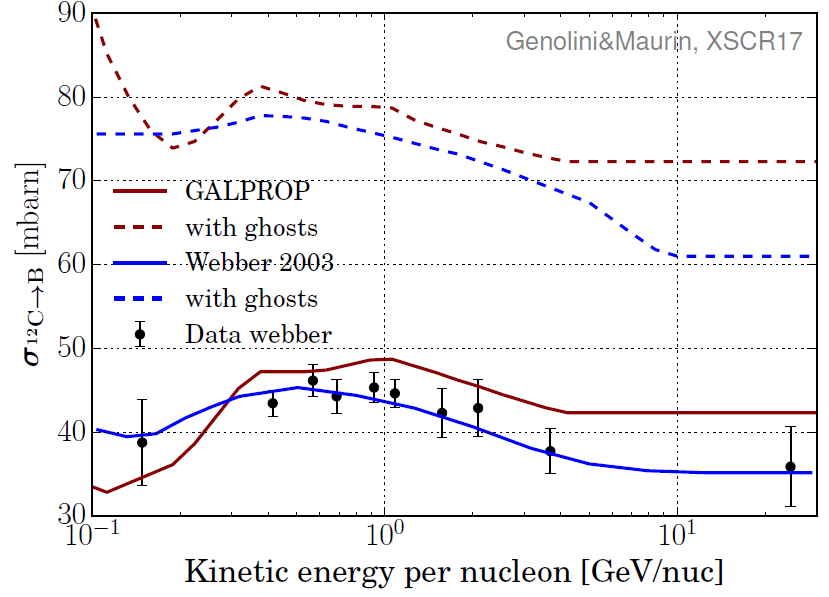 Genolini&Maurin, XSCR17
90
80
70
60
50
40
30
σ¹²C→B [mbarn]
GALPROP
with ghosts
Webber 2003
with ghosts
Data webber
10⁻¹
10⁰
10¹
Kinetic energy per nucleon [GeV/nuc]